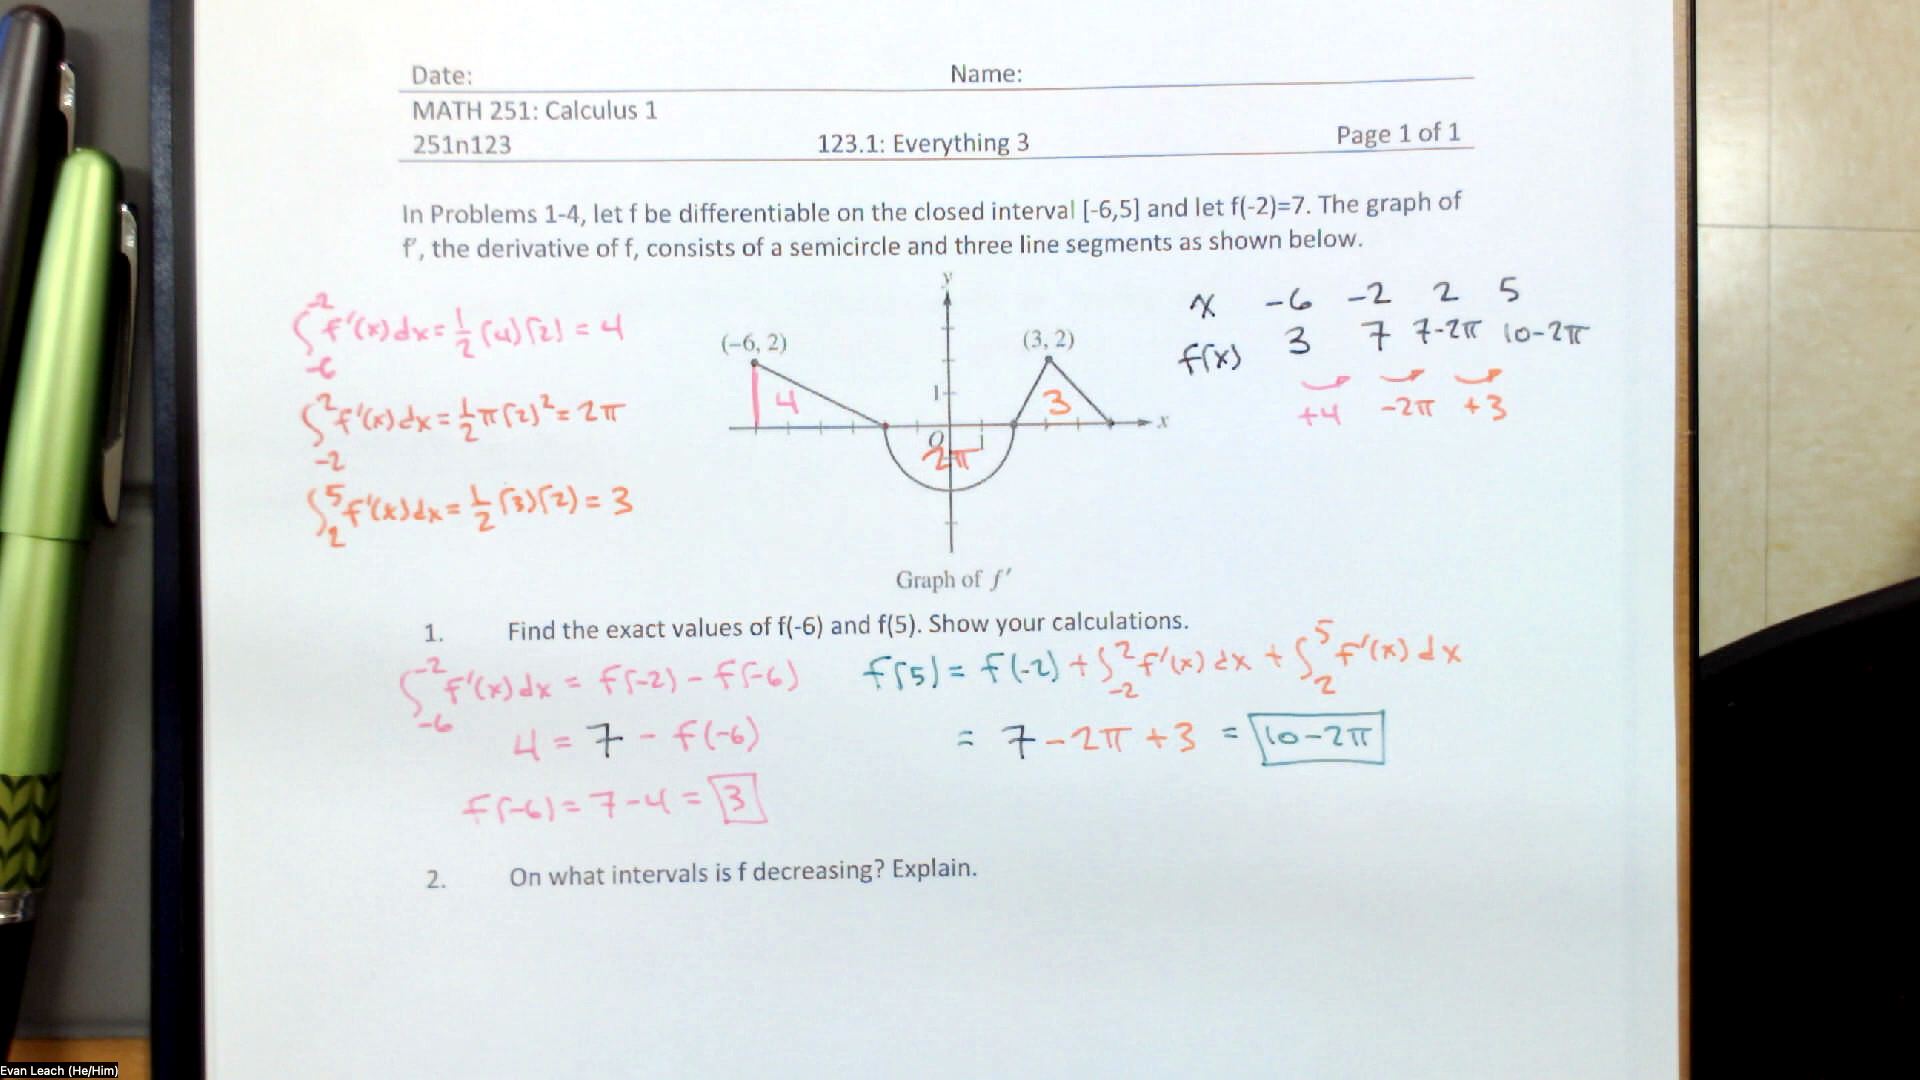 Date: Name:
MATH 251: Calculus 1
251n123 123.1: Everything 3 Page 1 of 1
In Problems 1-4, let f be differentiable on the closed interval [-6,5] and let f(-2)=7. The graph of
f', the derivative of f, consists of a semicircle and three line segments as shown below.
∫_{-6}^{-2} f'(x)dx = 1/2 (4)(2) = 4
∫_{-2}^{2} f'(x)dx = 1/2 π(2)² = 2π
∫_{2}^{5} f'(x)dx = 1/2 (3)(2) = 3
y
(-6, 2) (3, 2)
1
4 3
x
O 1
2π
Graph of f'
x -6 -2 2 5
f(x) 3 7 7-2π 10-2π
+4 -2π +3
1. Find the exact values of f(-6) and f(5). Show your calculations.
∫_{-6}^{-2} f'(x)dx = f(-2) - f(-6)
4 = 7 - f(-6)
f(-6) = 7-4 = 3
f(5) = f(-2) + ∫_{-2}^{2} f'(x) dx + ∫_{2}^{5} f'(x) dx
= 7 - 2π + 3 = 10-2π
2. On what intervals is f decreasing? Explain.
Evan Leach (He/Him)